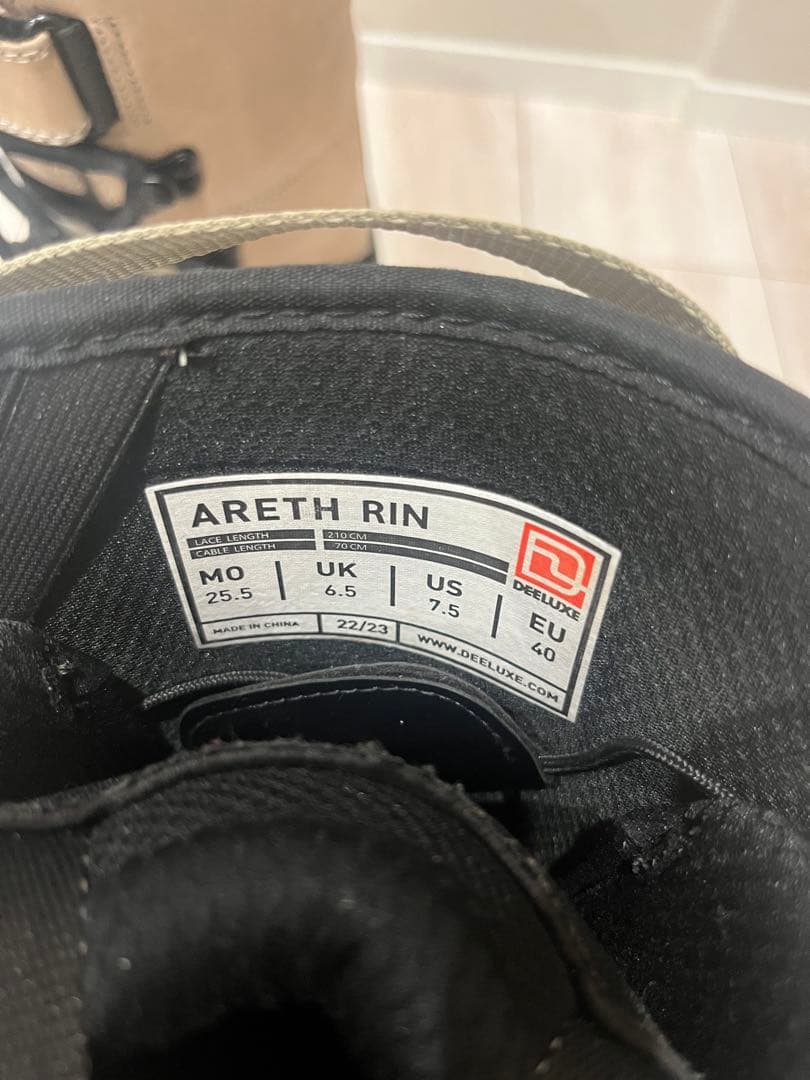 ARETH RIN
LACE LENGTH 210 CM
CABLE LENGTH 70 CM
MO UK US EU
25.5 6.5 7.5 40
DEELUXE
MADE IN CHINA 22/23 WWW.DEELUXE.COM